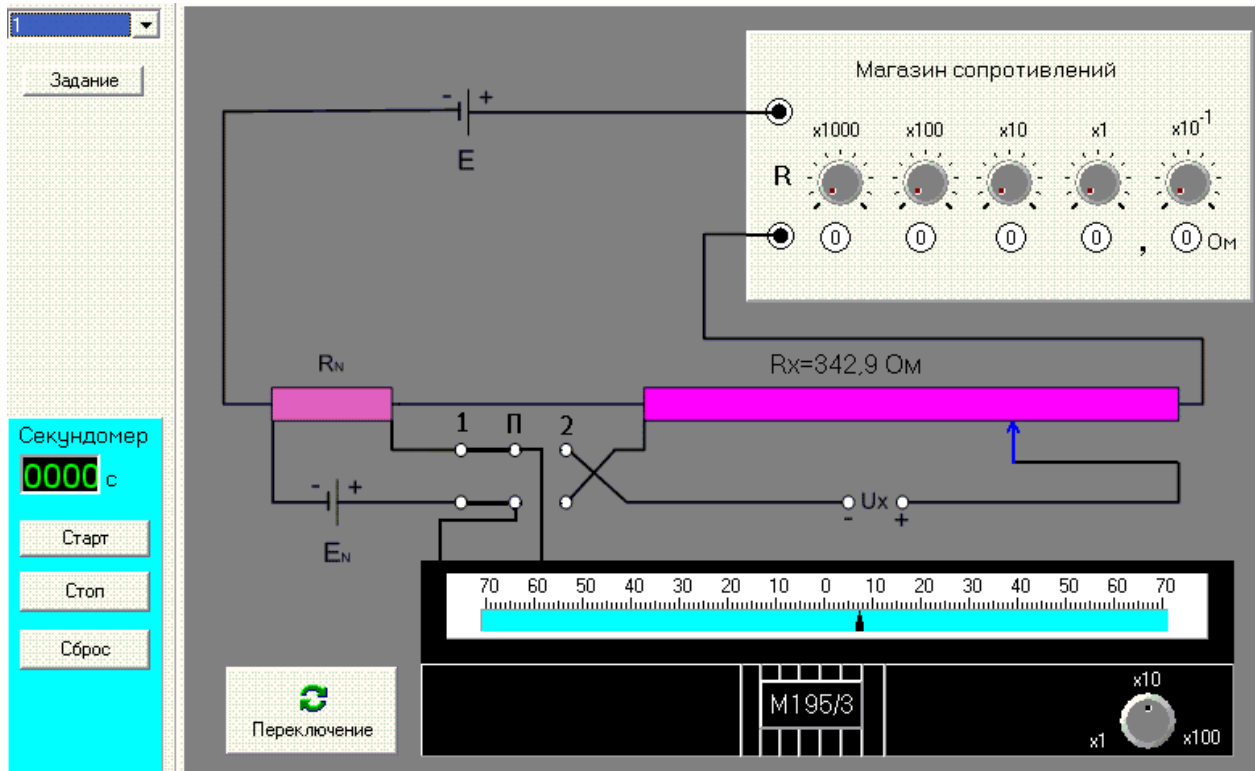 1
Задание
Секундомер
0000 с
Старт
Стоп
Сброс
- +
E
Магазин сопротивлений
x1000 x100 x10 x1 x10-1
R
0 0 0 0 , 0 Ом
RN
Rx=342,9 Ом
1 П 2
- +
EN
Ux
- +
70 60 50 40 30 20 10 0 10 20 30 40 50 60 70
Переключение
М195/3
x10
x1 x100